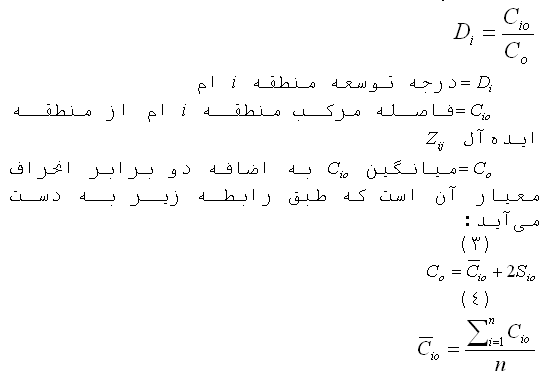 D_i = C_{io} / C_o
D_i =درجه توسعه منطقه i ام
C_{io} =فاصله مرکب منطقه i ام از منطقه
ایده آل Z_{ij}
C_o =میانگین C_{io} به اضافه دو برابر انحراف
معیار آن است که طبق رابطه زیر به دست
می‌آید :
(۳)
C_o = \overline{C}_{io} + 2S_{io}
(٤)
\overline{C}_{io} = \frac{\sum_{i=1}^{n} C_{io}}{n}